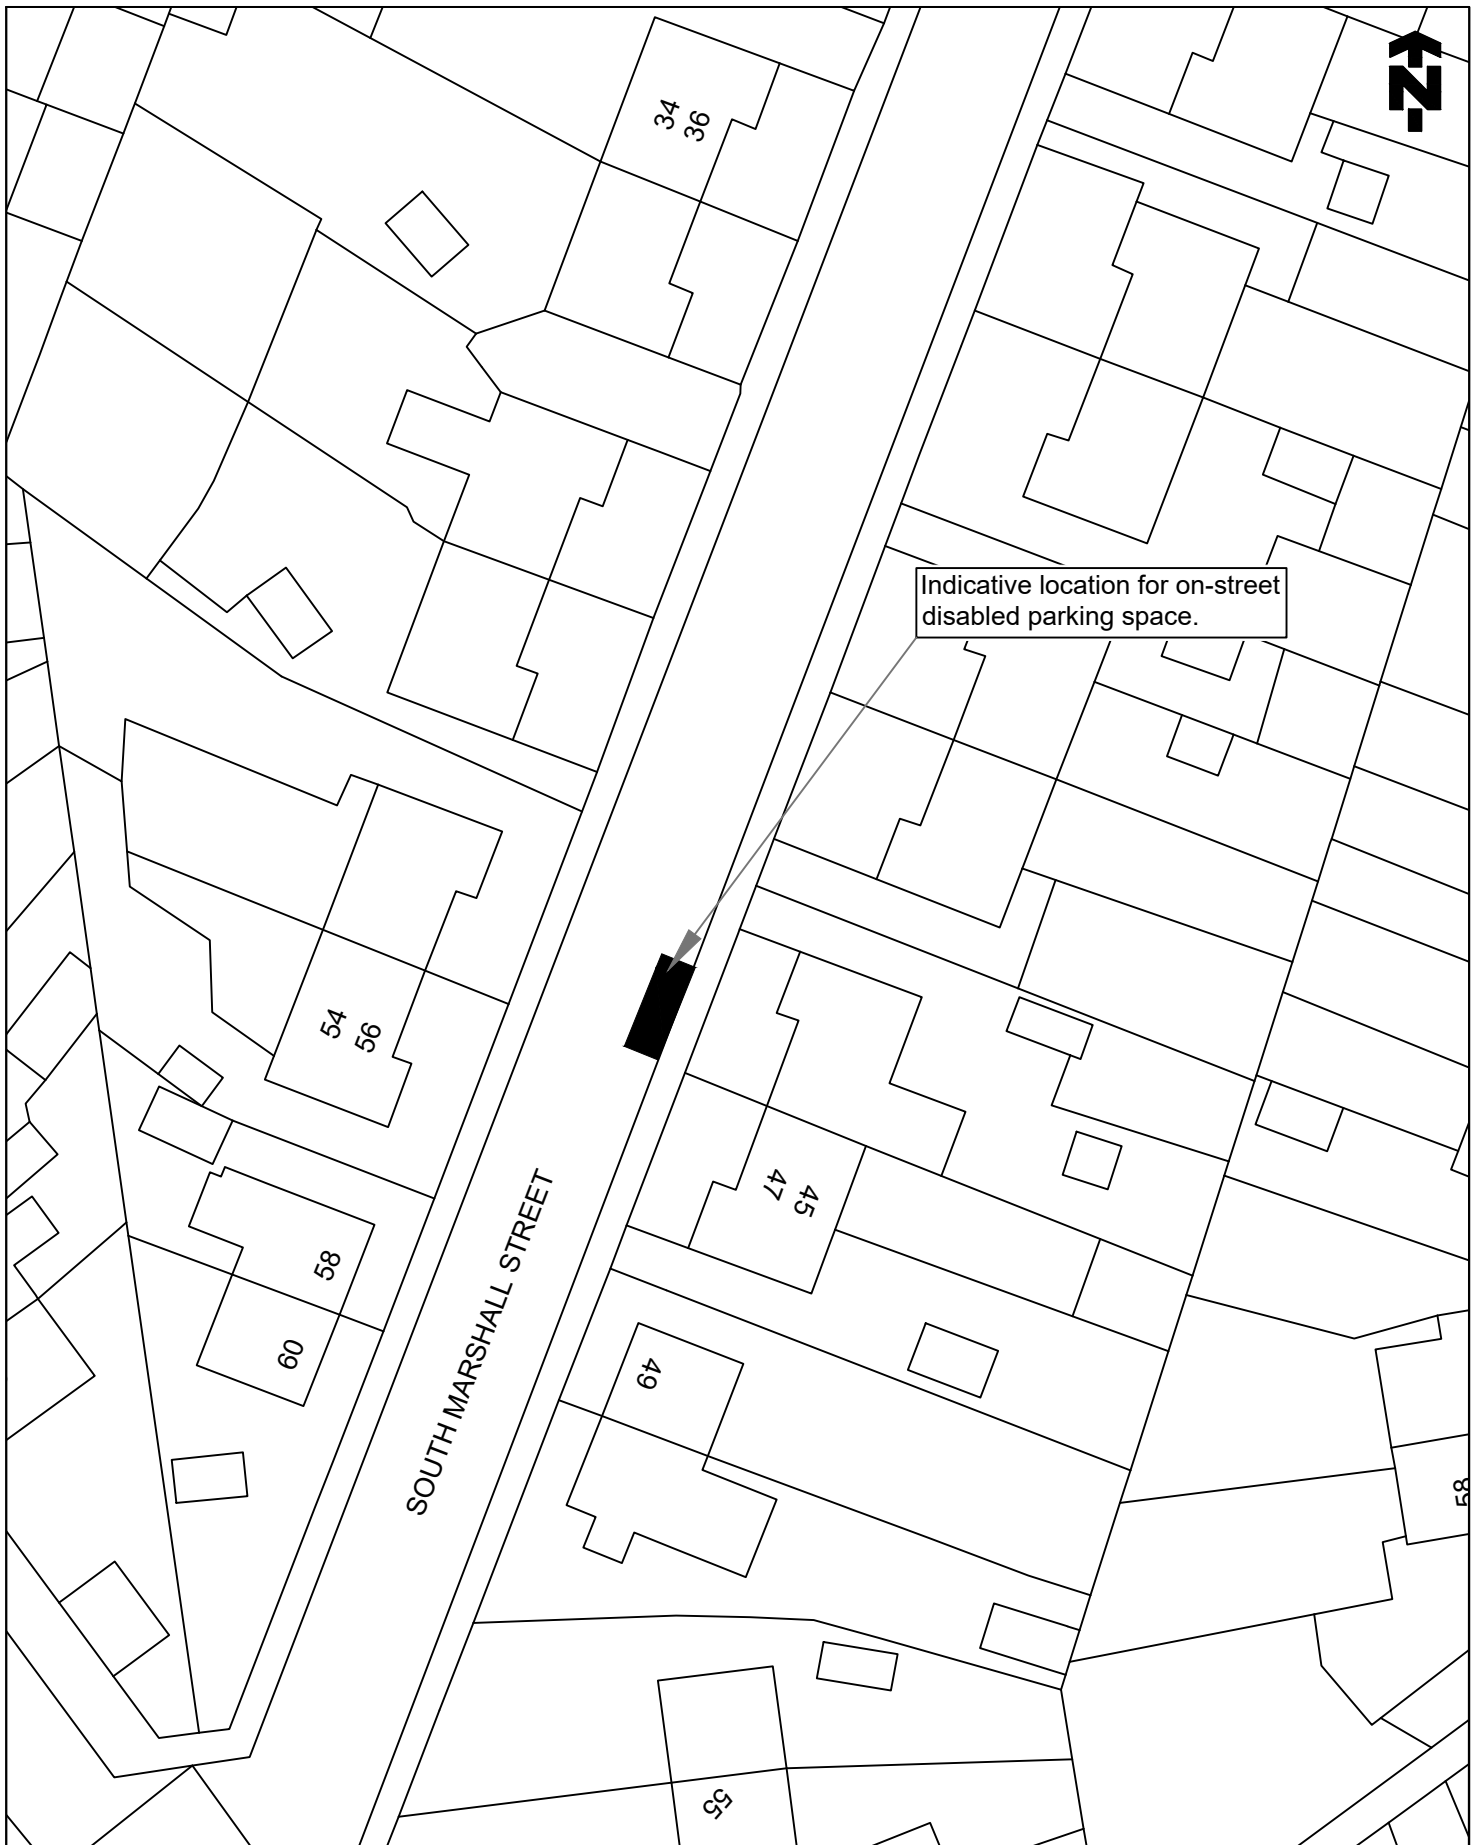 34
36
N
Indicative location for on-street
disabled parking space.
54
56
58
60
SOUTH MARSHALL STREET
45
47
49
58
55